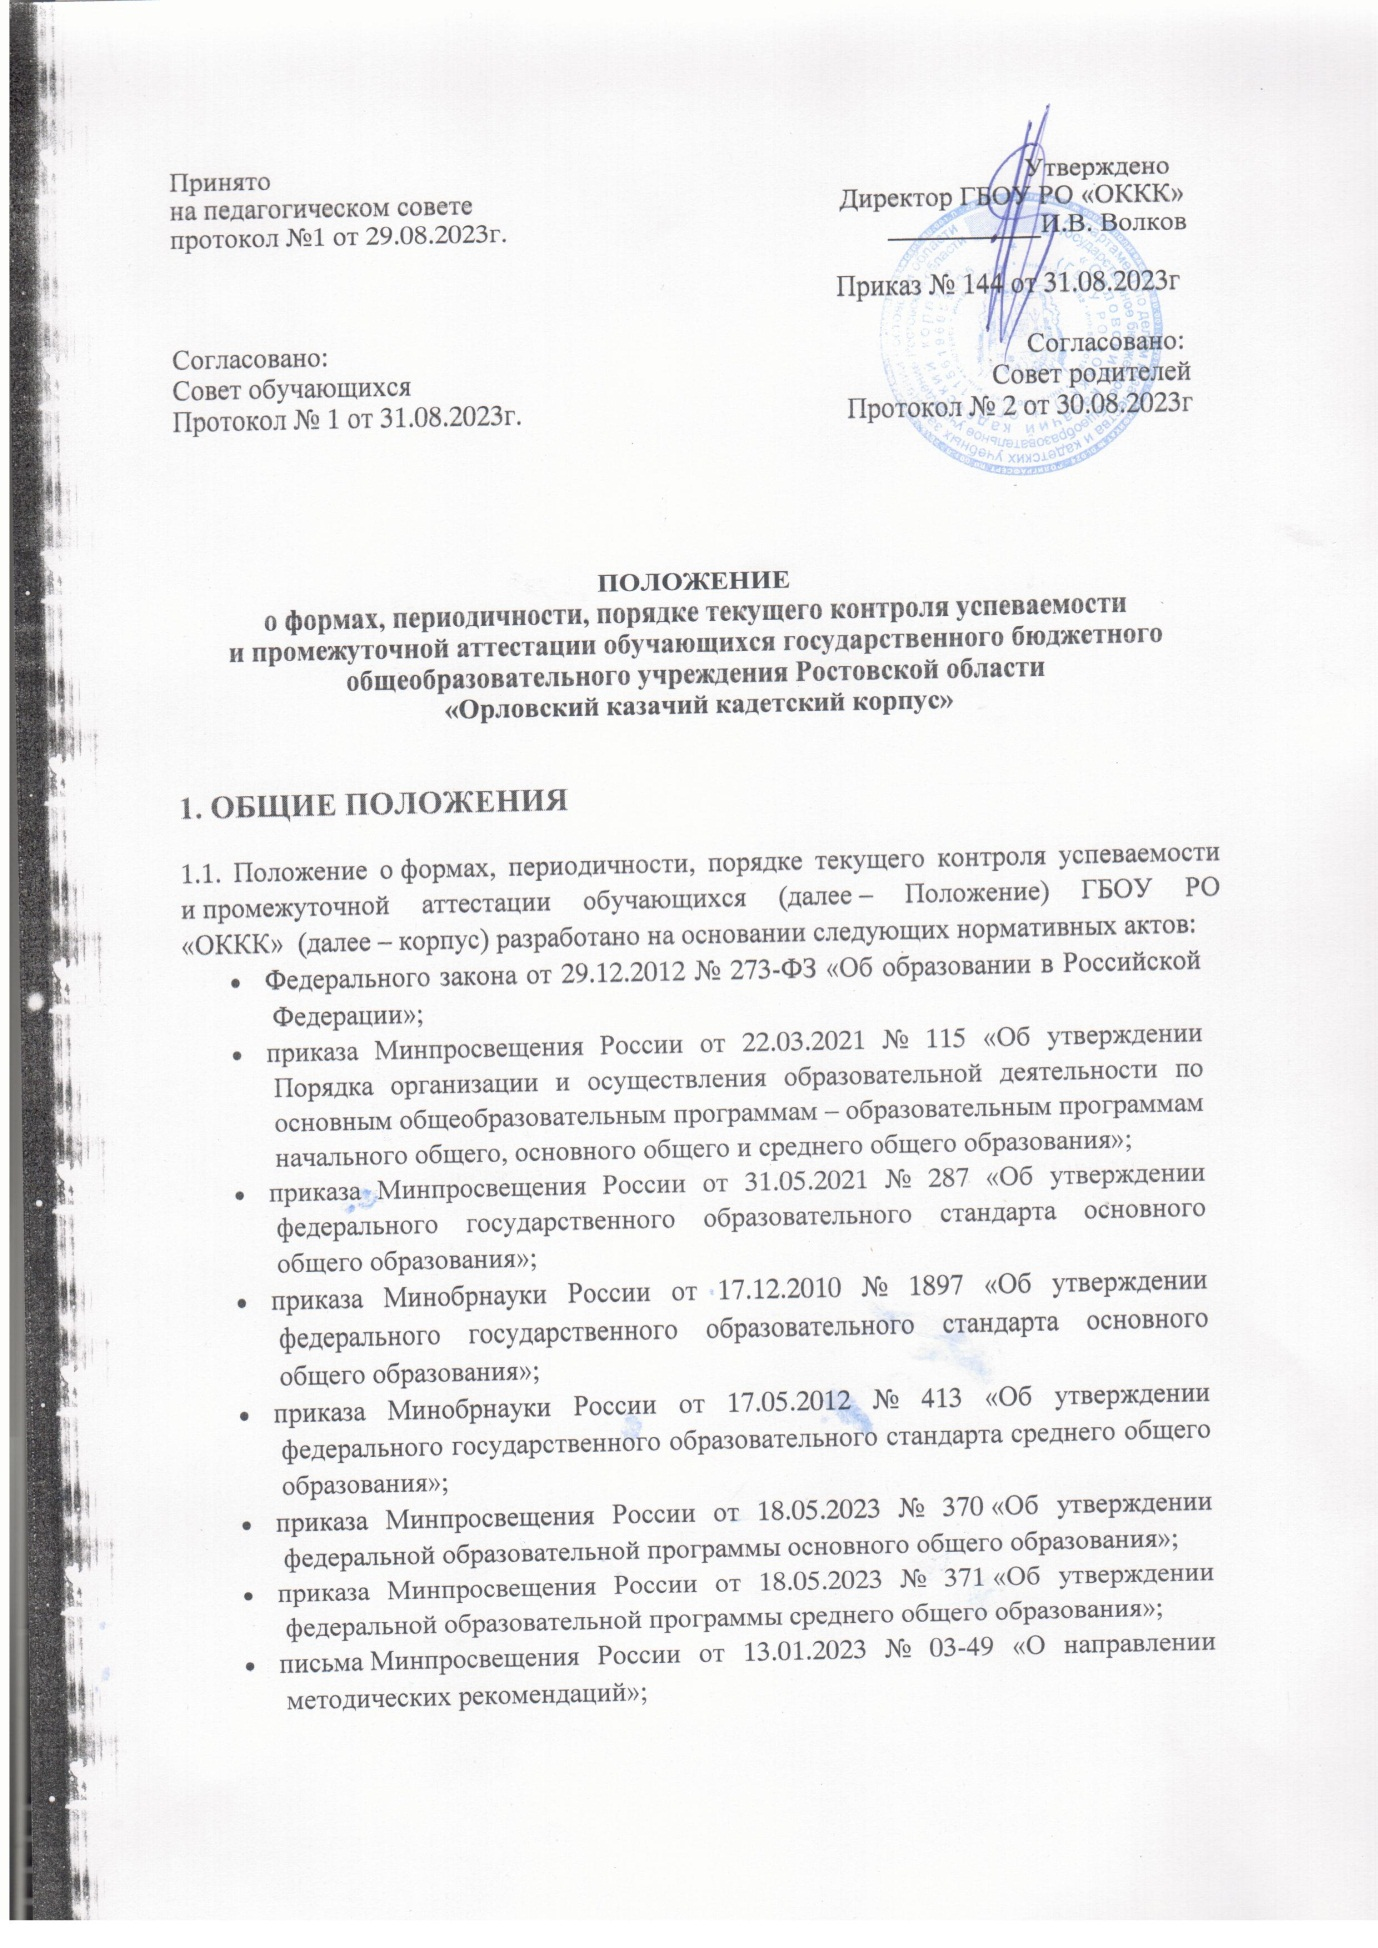 Принято
на педагогическом совете
протокол №1 от 29.08.2023г.
Утверждено
Директор ГБОУ РО «ОККК»
И.В. Волков
Приказ № 144 от 31.08.2023г
Согласовано:
Совет обучающихся
Протокол № 1 от 31.08.2023г.
Согласовано:
Совет родителей
Протокол № 2 от 30.08.2023г
ПОЛОЖЕНИЕ
о формах, периодичности, порядке текущего контроля успеваемости
и промежуточной аттестации обучающихся государственного бюджетного
общеобразовательного учреждения Ростовской области
«Орловский казачий кадетский корпус»
1. ОБЩИЕ ПОЛОЖЕНИЯ
1.1. Положение о формах, периодичности, порядке текущего контроля успеваемости
и промежуточной аттестации обучающихся (далее – Положение) ГБОУ РО
«ОККК» (далее – корпус) разработано на основании следующих нормативных актов:
• Федерального закона от 29.12.2012 № 273-ФЗ «Об образовании в Российской
Федерации»;
• приказа Минпросвещения России от 22.03.2021 № 115 «Об утверждении
Порядка организации и осуществления образовательной деятельности по
основным общеобразовательным программам – образовательным программам
начального общего, основного общего и среднего общего образования»;
• приказа Минпросвещения России от 31.05.2021 № 287 «Об утверждении
федерального государственного образовательного стандарта основного
общего образования»;
• приказа Минобрнауки России от 17.12.2010 № 1897 «Об утверждении
федерального государственного образовательного стандарта основного
общего образования»;
• приказа Минобрнауки России от 17.05.2012 № 413 «Об утверждении
федерального государственного образовательного стандарта среднего общего
образования»;
• приказа Минпросвещения России от 18.05.2023 № 370 «Об утверждении
федеральной образовательной программы основного общего образования»;
• приказа Минпросвещения России от 18.05.2023 № 371 «Об утверждении
федеральной образовательной программы среднего общего образования»;
• письма Минпросвещения России от 13.01.2023 № 03-49 «О направлении
методических рекомендаций»;